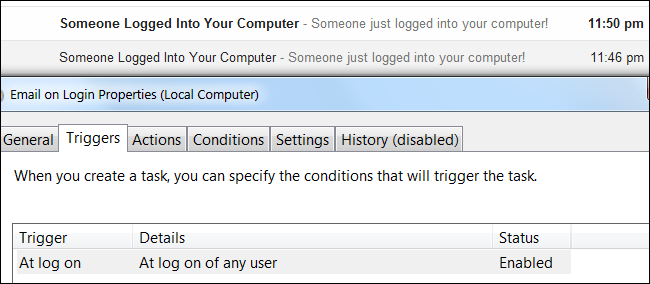 Someone Logged Into Your Computer - Someone just logged into your computer! 11:50 pm
Someone Logged Into Your Computer - Someone just logged into your computer! 11:46 pm
Email on Login Properties (Local Computer)
General Triggers Actions Conditions Settings History (disabled)
When you create a task, you can specify the conditions that will trigger the task.
Trigger Details Status
At log on At log on of any user Enabled